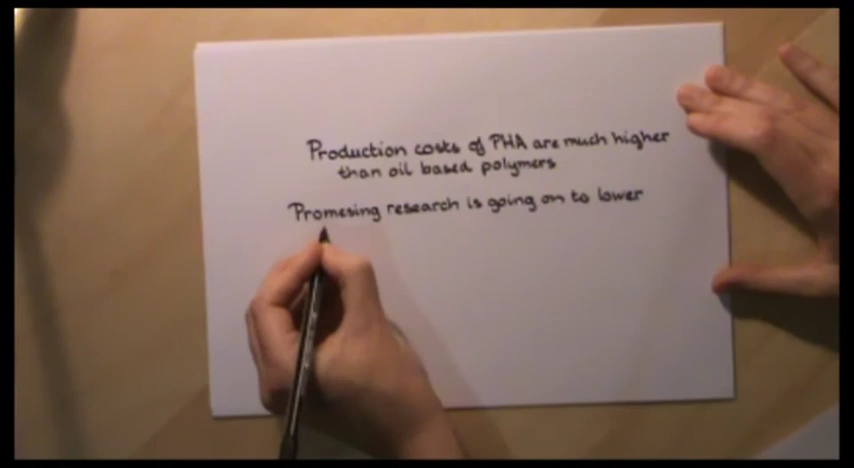 Production costs of PHA are much higher
than oil based polymers
Promesing research is going on to lower